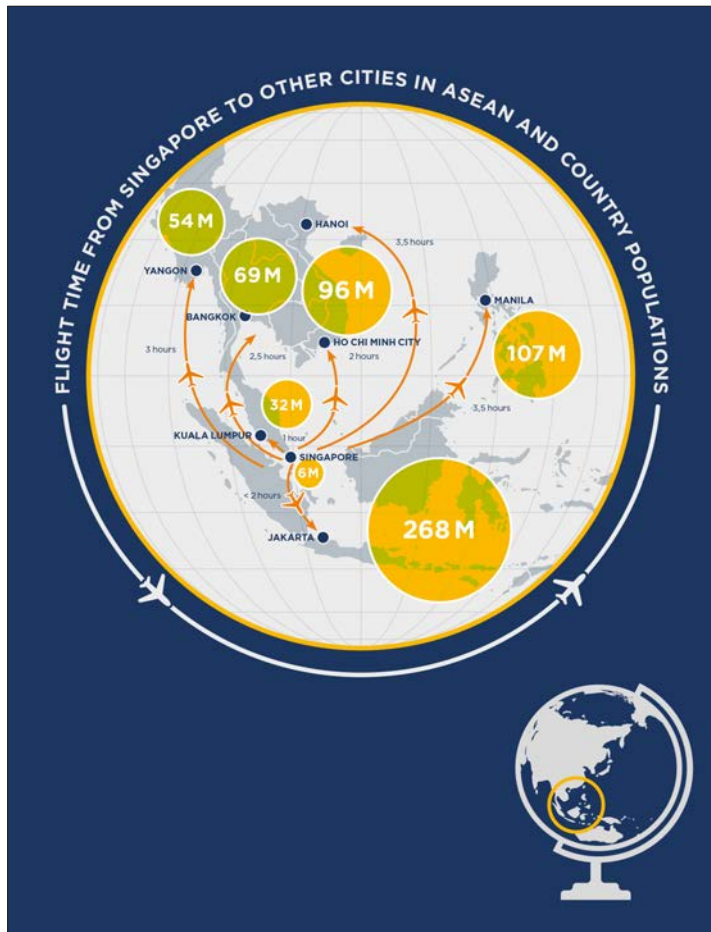 FLIGHT TIME FROM SINGAPORE TO OTHER CITIES IN ASEAN AND COUNTRY POPULATIONS
54 M
HANOI
3,5 hours
YANGON
69 M
96 M
MANILA
BANGKOK
HO CHI MINH CITY
3 hours
2,5 hours
2 hours
107 M
32 M
3,5 hours
KUALA LUMPUR
1 hour
SINGAPORE
6 M
< 2 hours
268 M
JAKARTA